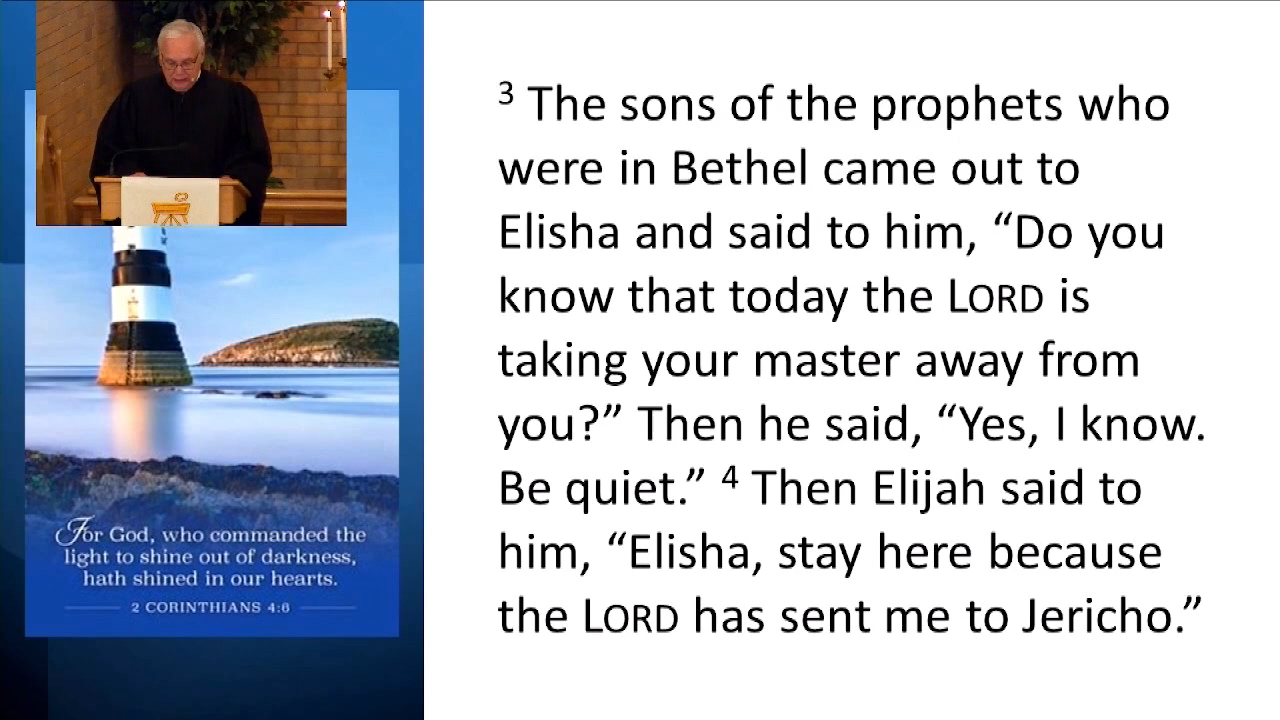 ³ The sons of the prophets who
were in Bethel came out to
Elisha and said to him, “Do you
know that today the LORD is
taking your master away from
you?” Then he said, “Yes, I know.
Be quiet.” ⁴ Then Elijah said to
him, “Elisha, stay here because
the LORD has sent me to Jericho.”
For God, who commanded the
light to shine out of darkness,
hath shined in our hearts.
2 CORINTHIANS 4:6